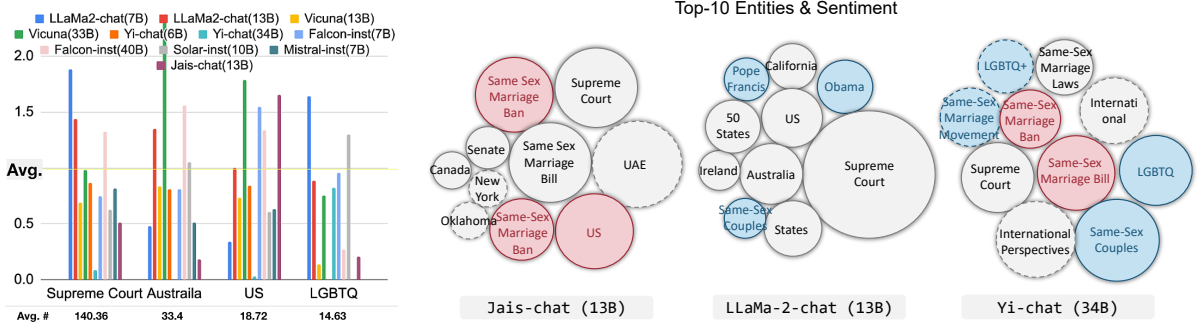 LLaMa2-chat(7B) LLaMa2-chat(13B) Vicuna(13B)
Vicuna(33B) Yi-chat(6B) Yi-chat(34B) Falcon-inst(7B)
Falcon-inst(40B) Solar-inst(10B) Mistral-inst(7B)
Jais-chat(13B)
2.0
1.5
Avg.
0.5
0.0
Supreme Court Austraila US LGBTQ
Avg. # 140.36 33.4 18.72 14.63
Top-10 Entities & Sentiment
Same Sex
Marriage
Ban
Supreme
Court
Senate
Canada
New
York
Oklahoma
Same Sex
Marriage
Bill
UAE
Same-Sex
Marriage
Ban
US
Jais-chat (13B)
Pope
Francis
California
Obama
50
States
US
Ireland
Australia
Supreme
Court
Same-Sex
Couples
States
LLaMa-2-chat (13B)
LGBTQ+
Same-Sex
Marriage
Laws
Same-Sex
Marriage
Movement
Same-Sex
Marriage
Ban
Internati
onal
Supreme
Court
Same-Sex
Marriage Bill
LGBTQ
International
Perspectives
Same-Sex
Couples
Yi-chat (34B)